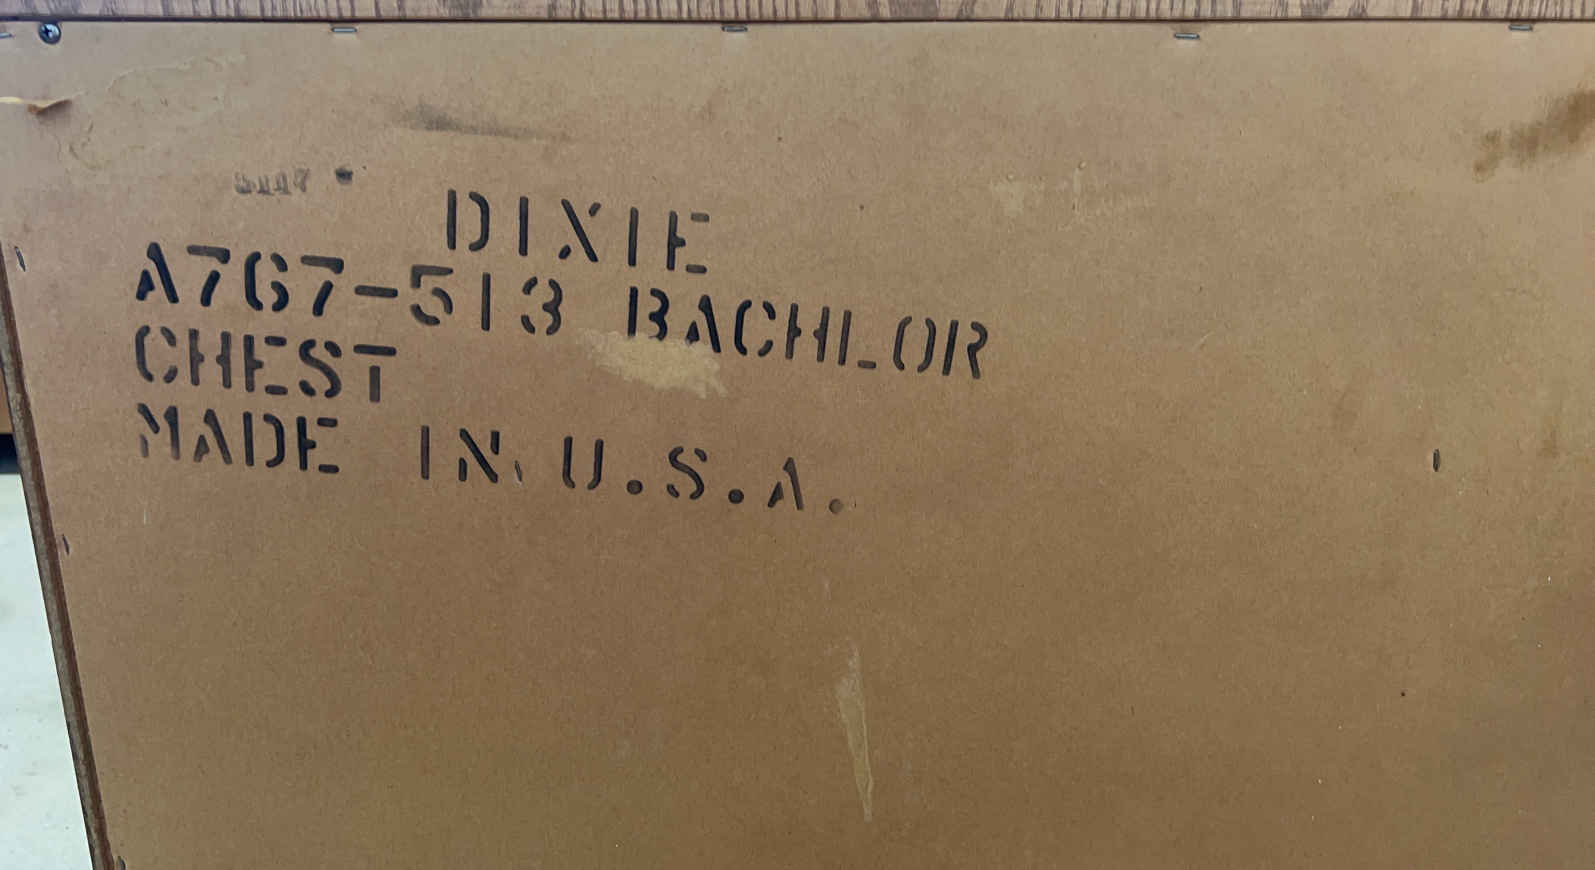 DIXIE
A767-513 BACHLOR
CHEST
MADE IN U.S.A.